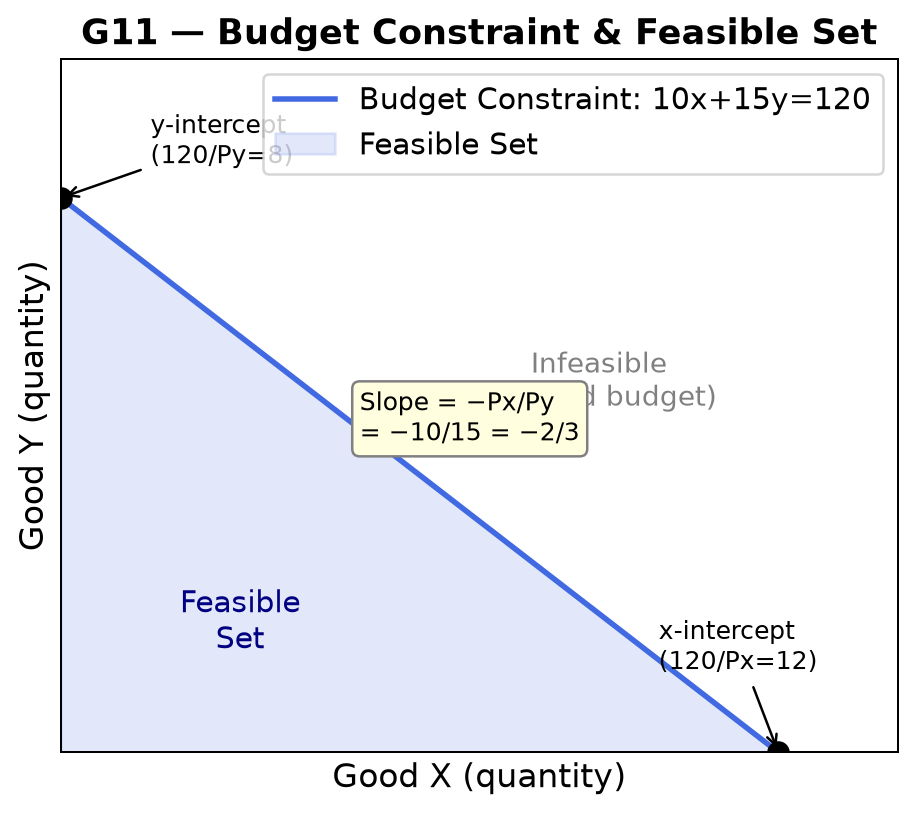 G11 — Budget Constraint & Feasible Set
Budget Constraint: 10x+15y=120
Feasible Set
y-intercept
(120/Py=8)
Good Y (quantity)
Infeasible
budget)
Slope = −Px/Py
= −10/15 = −2/3
Feasible
Set
x-intercept
(120/Px=12)
Good X (quantity)